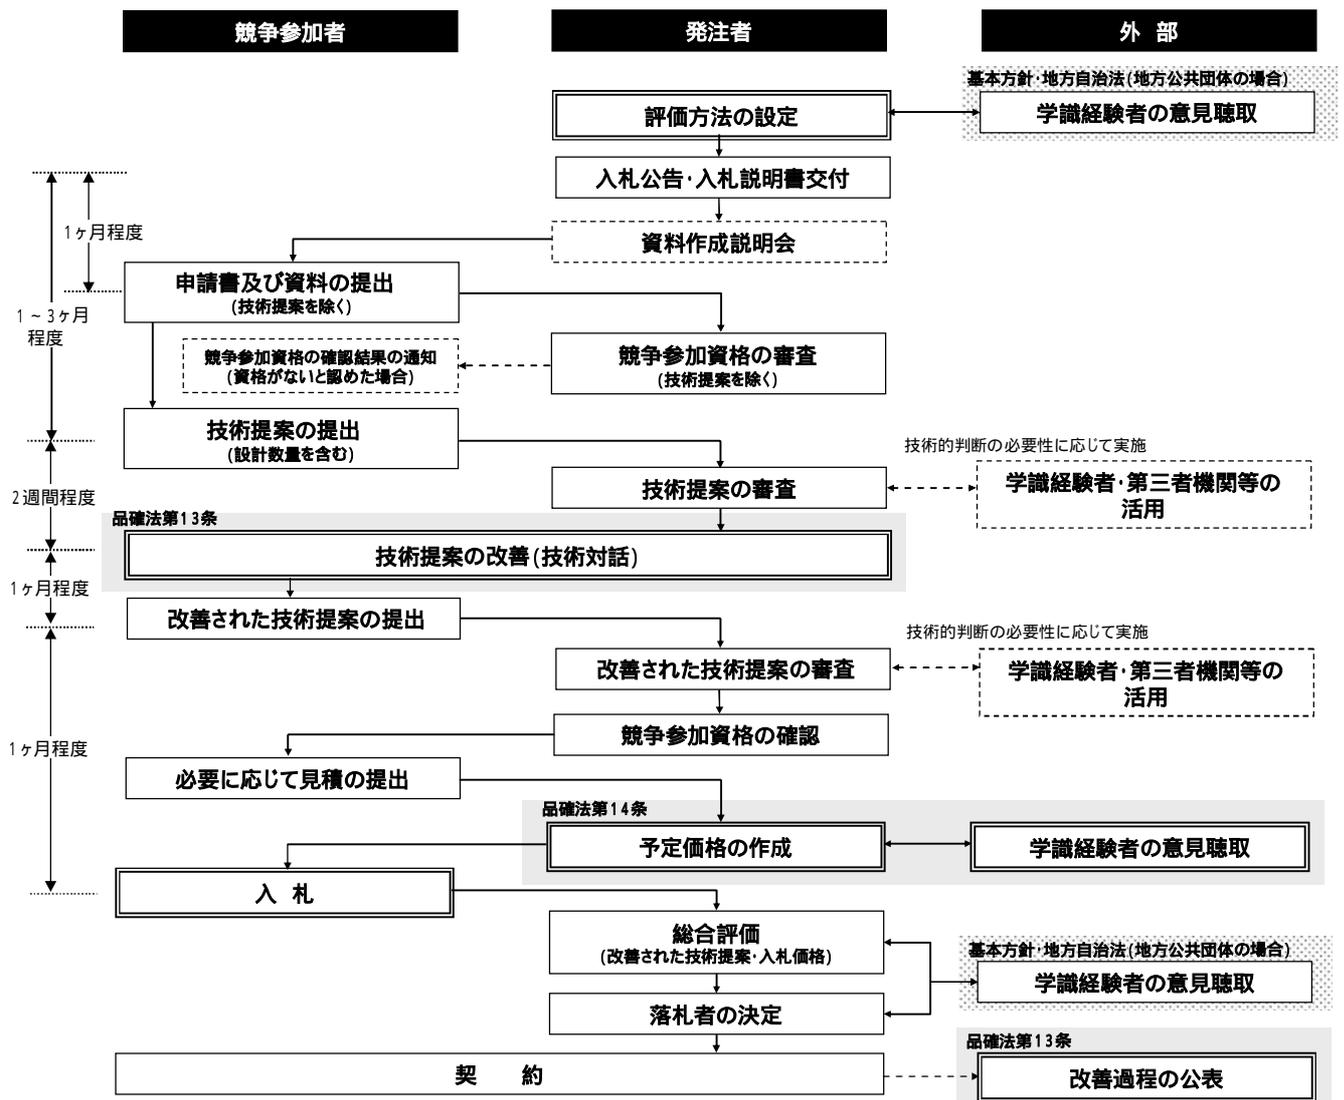 競争参加者
発注者
外 部
基本方針・地方自治法(地方公共団体の場合)
評価方法の設定
学識経験者の意見聴取
入札公告・入札説明書交付
1ヶ月程度
資料作成説明会
申請書及び資料の提出
(技術提案を除く)
1~3ヶ月
程度
競争参加資格の確認結果の通知
(資格がないと認めた場合)
競争参加資格の審査
(技術提案を除く)
技術提案の提出
(設計数量を含む)
技術的判断の必要性に応じて実施
2週間程度
技術提案の審査
学識経験者・第三者機関等の
活用
品確法第13条
技術提案の改善(技術対話)
1ヶ月程度
改善された技術提案の提出
技術的判断の必要性に応じて実施
改善された技術提案の審査
学識経験者・第三者機関等の
活用
競争参加資格の確認
1ヶ月程度
必要に応じて見積の提出
品確法第14条
予定価格の作成
学識経験者の意見聴取
入 札
総合評価
(改善された技術提案・入札価格)
基本方針・地方自治法(地方公共団体の場合)
学識経験者の意見聴取
落札者の決定
品確法第13条
契 約
改善過程の公表